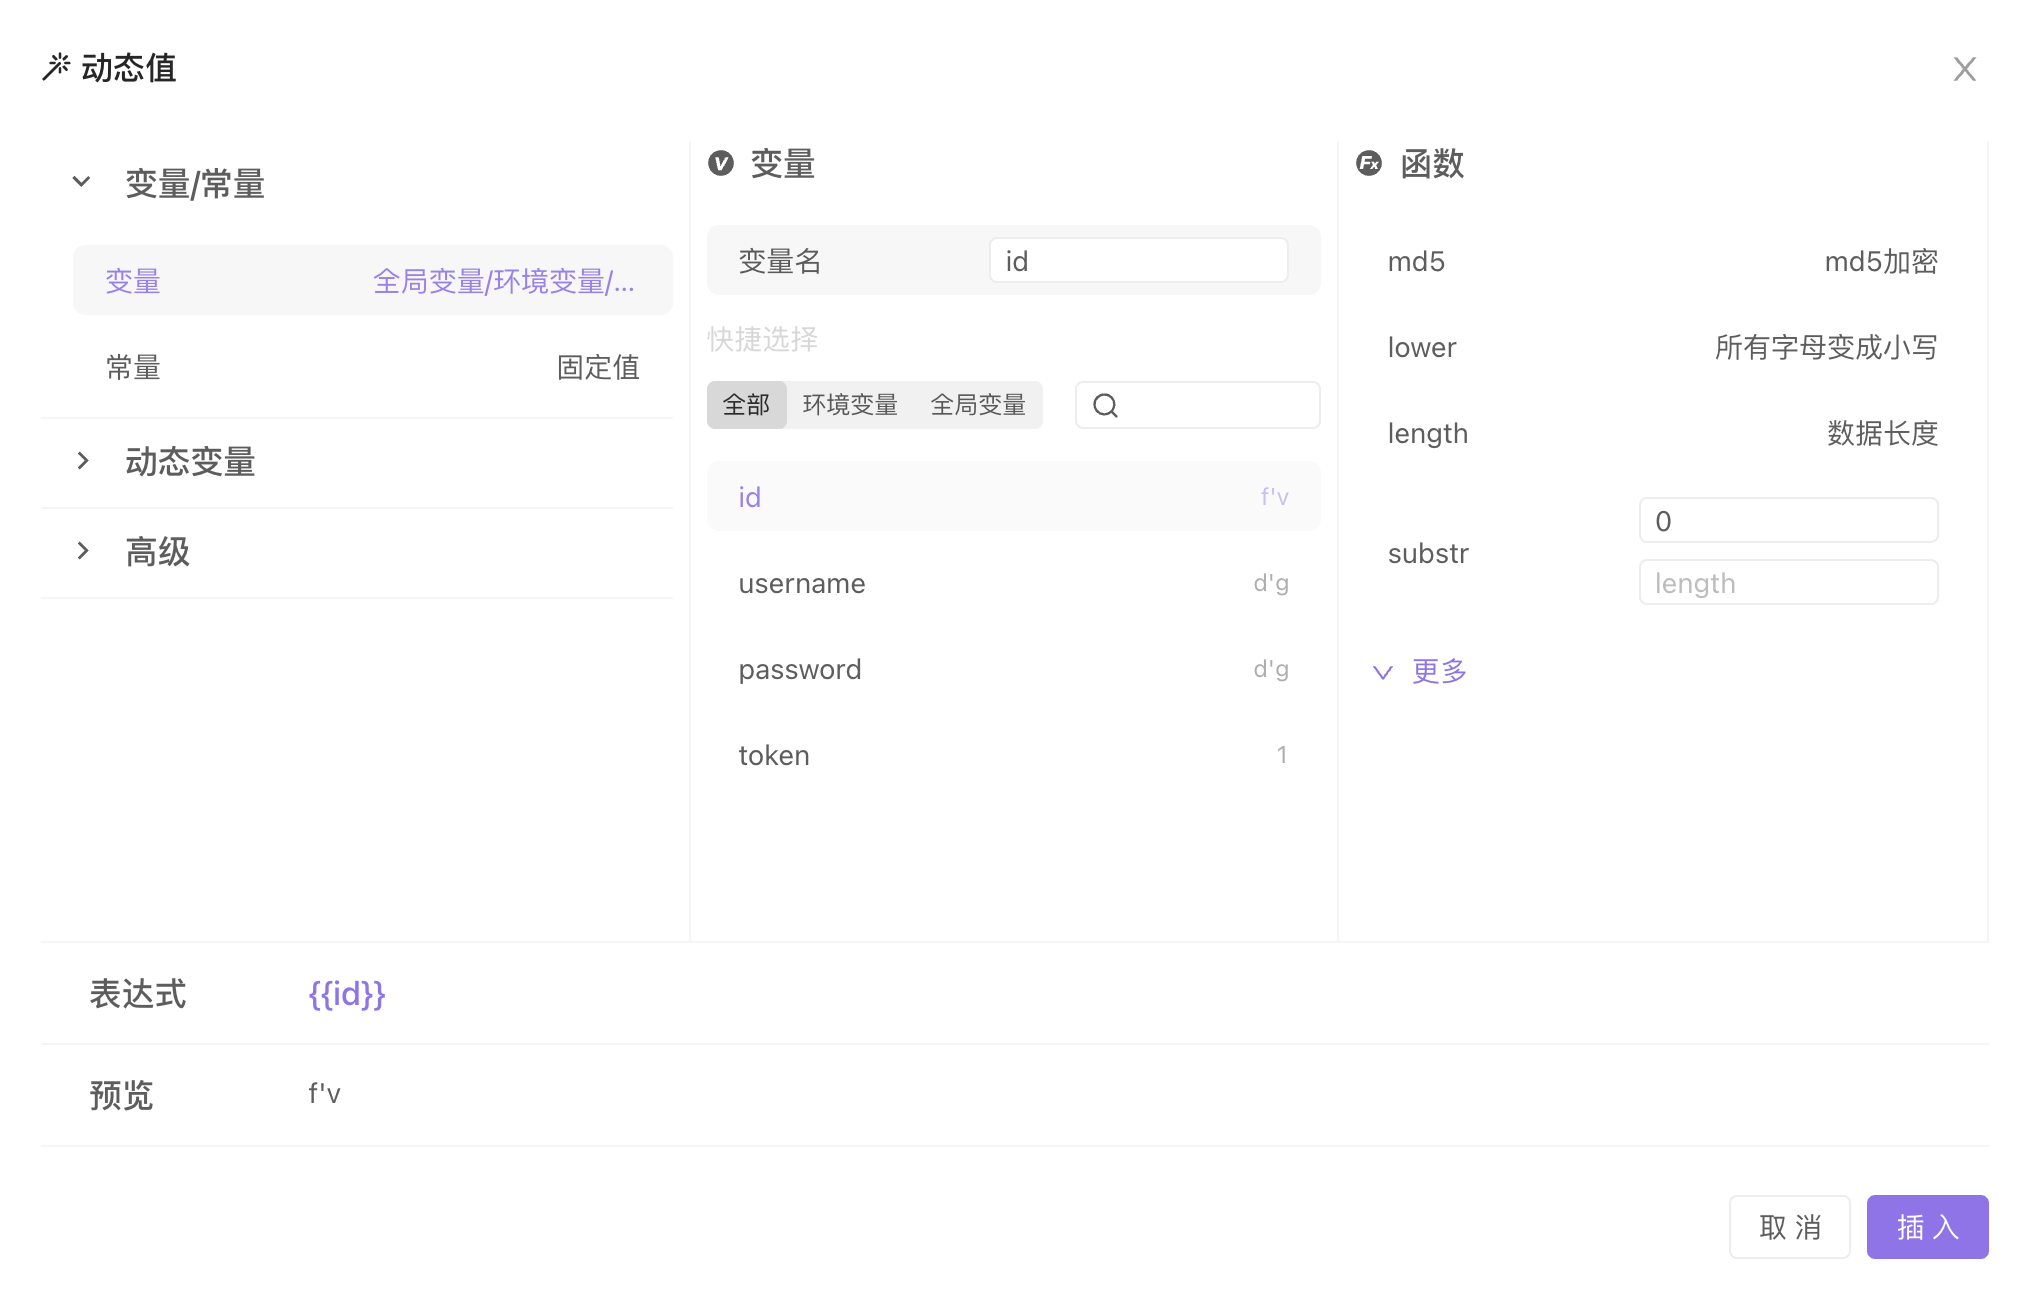 动态值
变量/常量
变量 全局变量/环境变量/...
常量 固定值
动态变量
高级
变量
变量名 id
快捷选择
全部 环境变量 全局变量
id f'v
username d'g
password d'g
token 1
Fx 函数
md5 md5加密
lower 所有字母变成小写
length 数据长度
substr 0
length
更多
表达式 {{id}}
预览 f'v
取 消 插 入